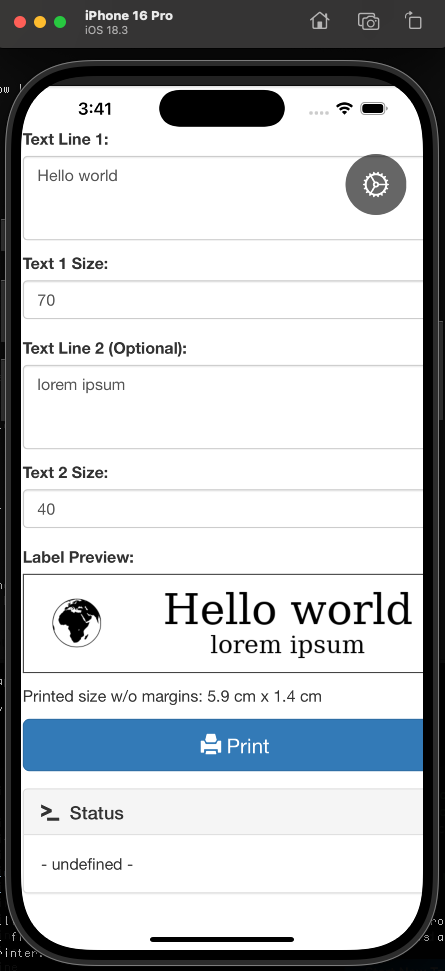 iPhone 16 Pro
iOS 18.3
3:41
Text Line 1:
Hello world
Text 1 Size:
70
Text Line 2 (Optional):
lorem ipsum
Text 2 Size:
40
Label Preview:
Hello world
lorem ipsum
Printed size w/o margins: 5.9 cm x 1.4 cm
Print
Status
- undefined -